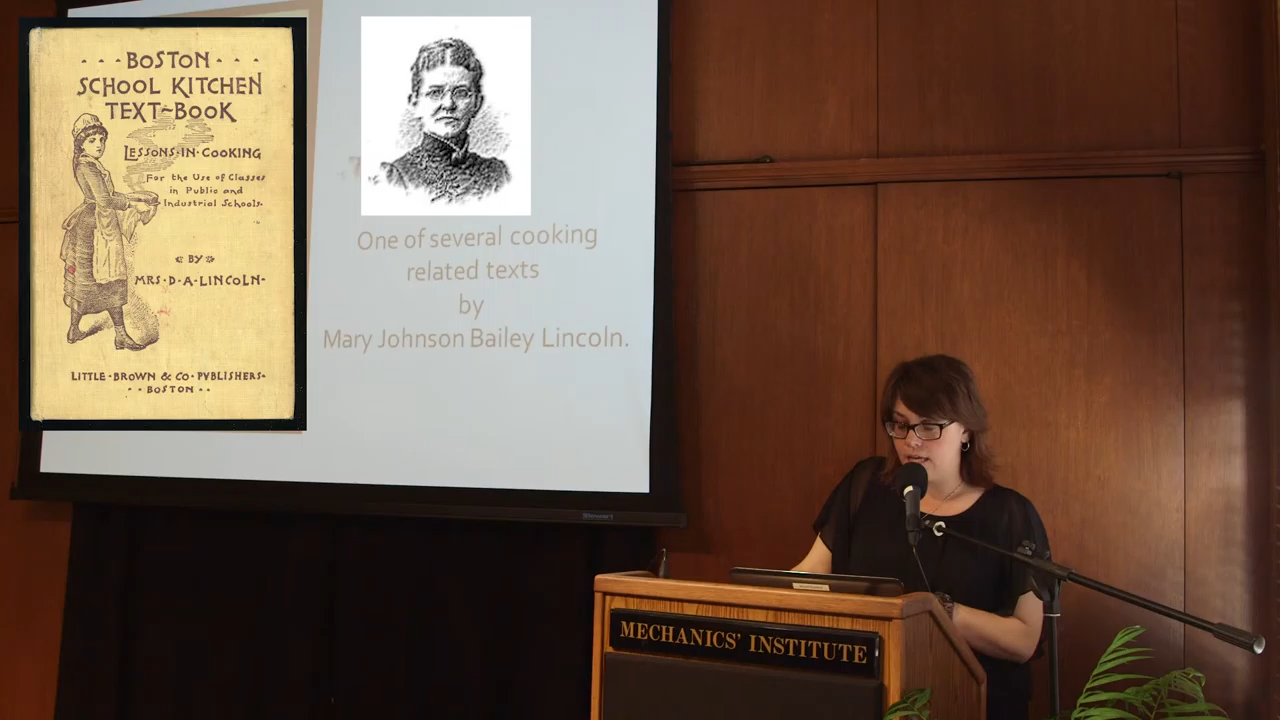 · · · BOSTON · · ·
SCHOOL KITCHEN
TEXT~BOOK
LESSONS·IN·COOKING
For the Use of Classes
in Public and
Industrial Schools.
BY
MRS·D·A·LINCOLN·
LITTLE·BROWN & CO·PUBLISHERS·
· · BOSTON · ·
One of several cooking
related texts
by
Mary Johnson Bailey Lincoln.
MECHANICS' INSTITUTE